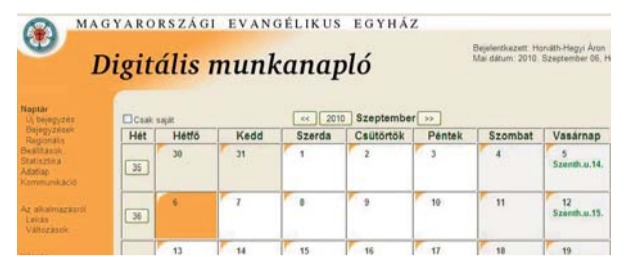 MAGYARORSZÁGI EVANGÉLIKUS EGYHÁZ
Digitális munkanapló
Bejelentkezett: Horváth-Hegyi Áron
Mai dátum: 2010. Szeptember 06. H
Naptár
Új bejegyzés
Bejegyzések
Regionális
Beállítások
Statisztika
Adatlap
Kommunikáció
Az alkalmazásról
Leírás
Változások
Csak saját
<< 2010 Szeptember >>
Hét Hétfő Kedd Szerda Csütörtök Péntek Szombat Vasárnap
35 30 31 1 2 3 4 5
Szenth.u.14.
36 6 7 8 9 10 11 12
Szenth.u.15.
13 14 15 16 17 18 19